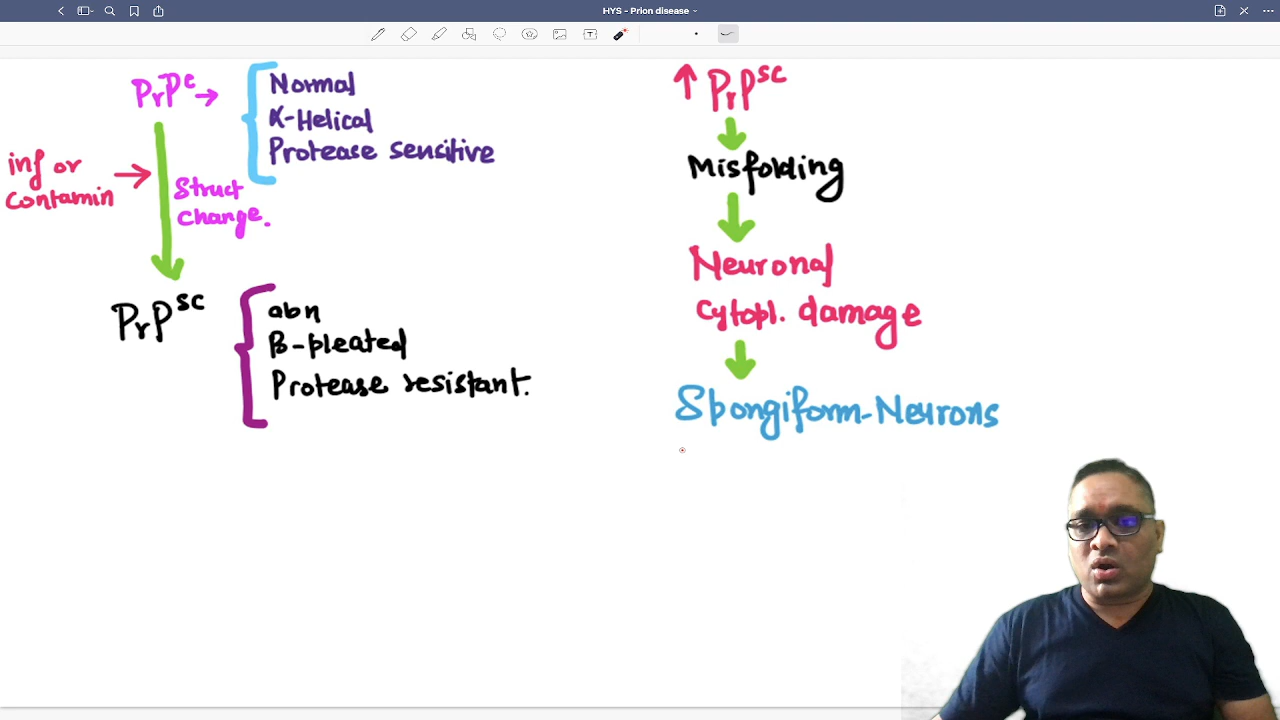 HYS - Prion disease
PrPc →
Normal
α-Helical
Protease sensitive
inf or
contamin →
Struct
change.
PrPsc
abn
β-pleated
Protease resistant.
↑ PrPsc
Misfolding
Neuronal
Cytopl. damage
Spongiform-Neurons